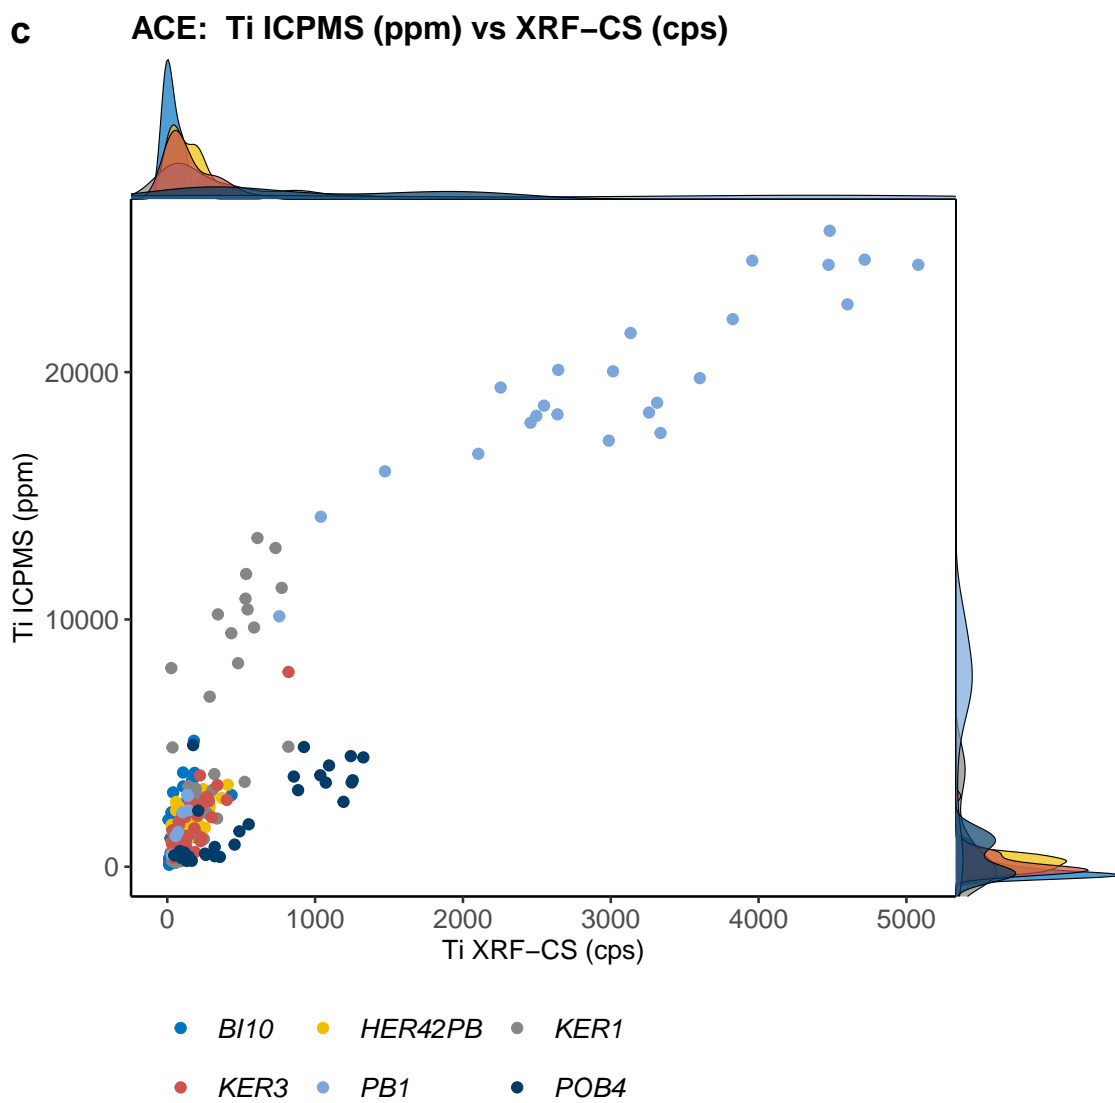 c
ACE:  Ti ICPMS (ppm) vs XRF−CS (cps)
20000
10000
0
Ti ICPMS (ppm)
0 1000 2000 3000 4000 5000
Ti XRF−CS (cps)
BI10 HER42PB KER1
KER3 PB1 POB4